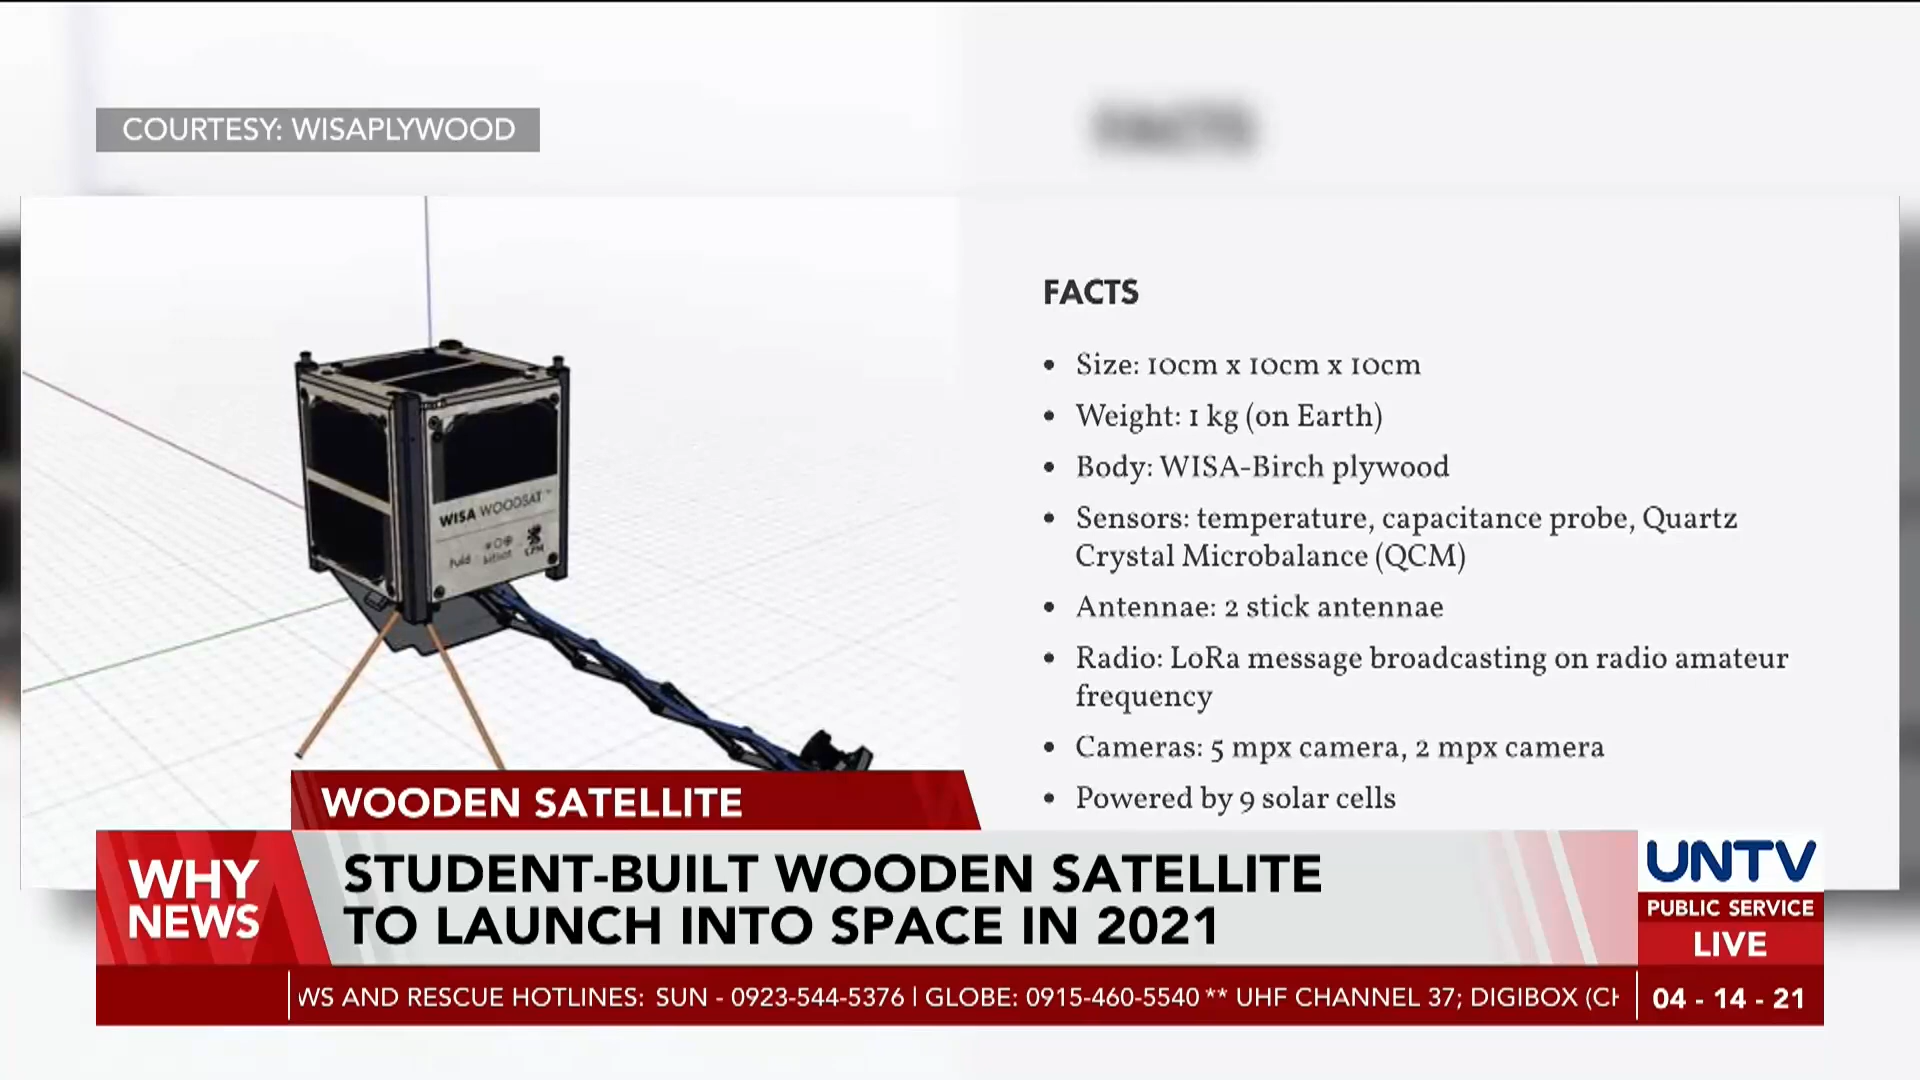 COURTESY: WISAPLYWOOD
FACTS
FACTS
• Size: 10cm x 10cm x 10cm
• Weight: 1 kg (on Earth)
• Body: WISA-Birch plywood
• Sensors: temperature, capacitance probe, Quartz
Crystal Microbalance (QCM)
• Antennae: 2 stick antennae
• Radio: LoRa message broadcasting on radio amateur
frequency
• Cameras: 5 mpx camera, 2 mpx camera
• Powered by 9 solar cells
WISA WOODSAT™
Huld
WOODEN SATELLITE
WHY
NEWS
STUDENT-BUILT WOODEN SATELLITE
TO LAUNCH INTO SPACE IN 2021
UNTV
PUBLIC SERVICE
LIVE
WS AND RESCUE HOTLINES: SUN - 0923-544-5376 | GLOBE: 0915-460-5540 ** UHF CHANNEL 37; DIGIBOX (CH
04 - 14 - 21